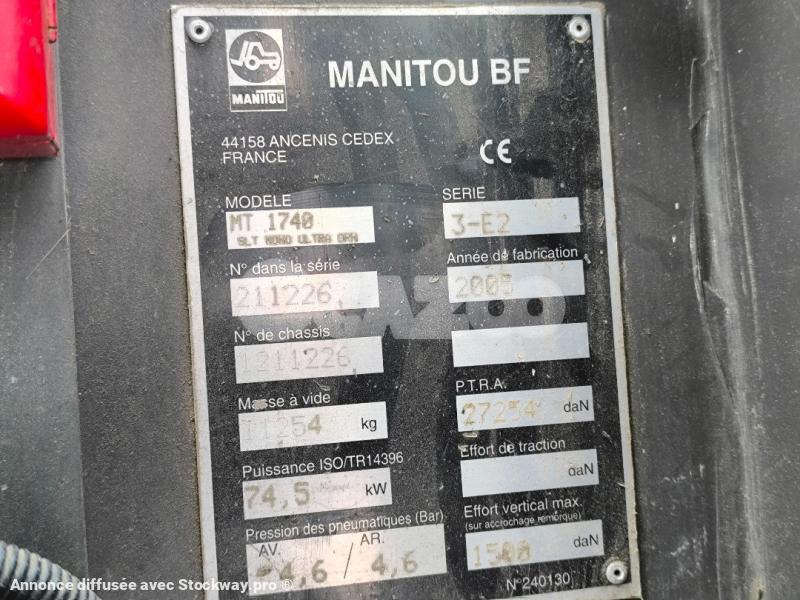 MANITOU
MANITOU BF
44158 ANCENIS CEDEX
FRANCE
CE
MODELE
MT 1740
SLT MONO ULTRA
SERIE
3-E2
N° dans la série
211226
Année de fabrication
2005
N° de chassis
1211226
Masse à vide
11254 kg
P.T.R.A.
27254 daN
Puissance ISO/TR14396
74,5 kW
Effort de traction
daN
Pression des pneumatiques (Bar)
AV. AR.
/ 4,6
Effort vertical max.
(sur accrochage remorque)
1500 daN
N°240130
Annonce diffusée avec Stockway.pro ®